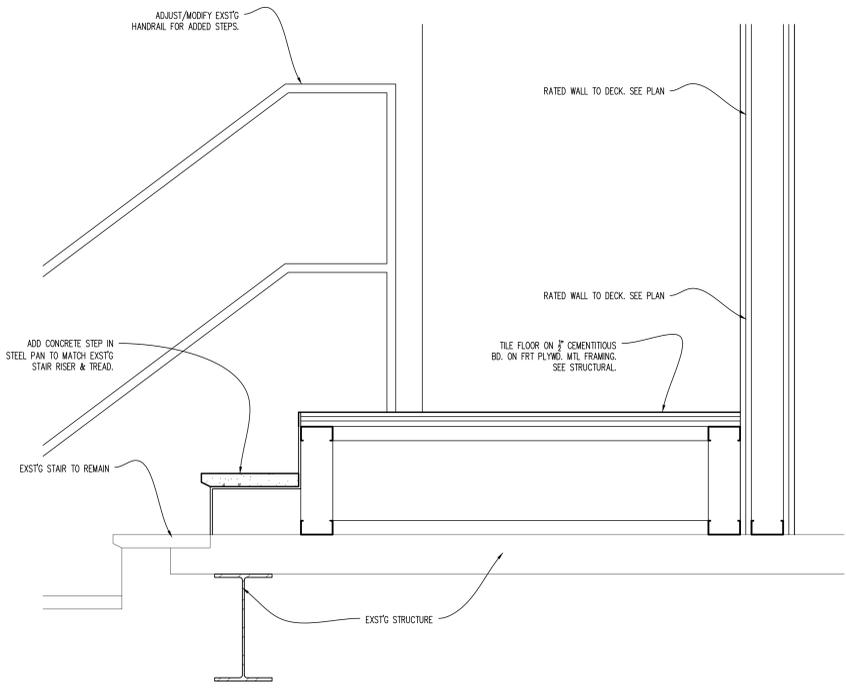 ADJUST/MODIFY EXST'G
HANDRAIL FOR ADDED STEPS.
RATED WALL TO DECK. SEE PLAN
RATED WALL TO DECK. SEE PLAN
ADD CONCRETE STEP IN
STEEL PAN TO MATCH EXST'G
STAIR RISER & TREAD.
TILE FLOOR ON ½" CEMENTITIOUS
BD. ON FRT PLYWD. MTL FRAMING.
SEE STRUCTURAL.
EXST'G STAIR TO REMAIN
EXST'G STRUCTURE